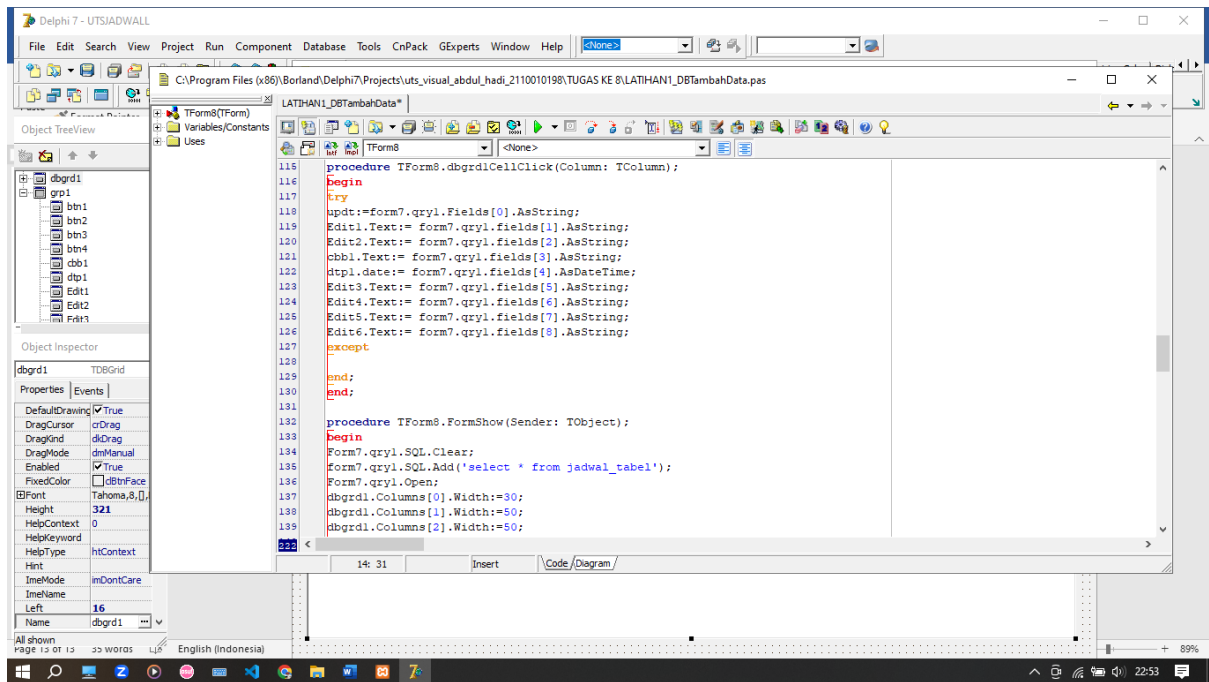 Delphi 7 - UTSJADWALL
File Edit Search View Project Run Component Database Tools CnPack GExperts Window Help <None>
C:\Program Files (x86)\Borland\Delphi7\Projects\uts_visual_abdul_hadi_2110010198\TUGAS KE 8\LATIHAN1_DBTambahData.pas
LATIHAN1_DBTambahData*
TForm8(TForm)
Variables/Constants
Uses
TForm8 <None>
Object TreeView
dbgrd1
grp1
btn1
btn2
btn3
btn4
cbb1
dtp1
Edit1
Edit2
Edit3
115 procedure TForm8.dbgrd1CellClick(Column: TColumn);
116 begin
117 try
118 updt:=form7.qry1.Fields[0].AsString;
119 Edit1.Text:= form7.qry1.fields[1].AsString;
120 Edit2.Text:= form7.qry1.fields[2].AsString;
121 cbb1.Text:= form7.qry1.fields[3].AsString;
122 dtp1.date:= form7.qry1.fields[4].AsDateTime;
123 Edit3.Text:= form7.qry1.fields[5].AsString;
124 Edit4.Text:= form7.qry1.fields[6].AsString;
125 Edit5.Text:= form7.qry1.fields[7].AsString;
126 Edit6.Text:= form7.qry1.fields[8].AsString;
127 except
128
129 end;
130 end;
131
132 procedure TForm8.FormShow(Sender: TObject);
133 begin
134 Form7.qry1.SQL.Clear;
135 form7.qry1.SQL.Add('select * from jadwal_tabel');
136 Form7.qry1.Open;
137 dbgrd1.Columns[0].Width:=30;
138 dbgrd1.Columns[1].Width:=50;
139 dbgrd1.Columns[2].Width:=50;
222
14: 31 Insert Code Diagram
Object Inspector
dbgrd1 TDBGrid
Properties Events
DefaultDrawing True
DragCursor crDrag
DragKind dkDrag
DragMode dmManual
Enabled True
FixedColor clBtnFace
Font Tahoma,8,[],
Height 321
HelpContext 0
HelpKeyword
HelpType htContext
Hint
ImeMode imDontCare
ImeName
Left 16
Name dbgrd1
All shown
Page 13 of 13 35 words English (Indonesia) 89%
22:53